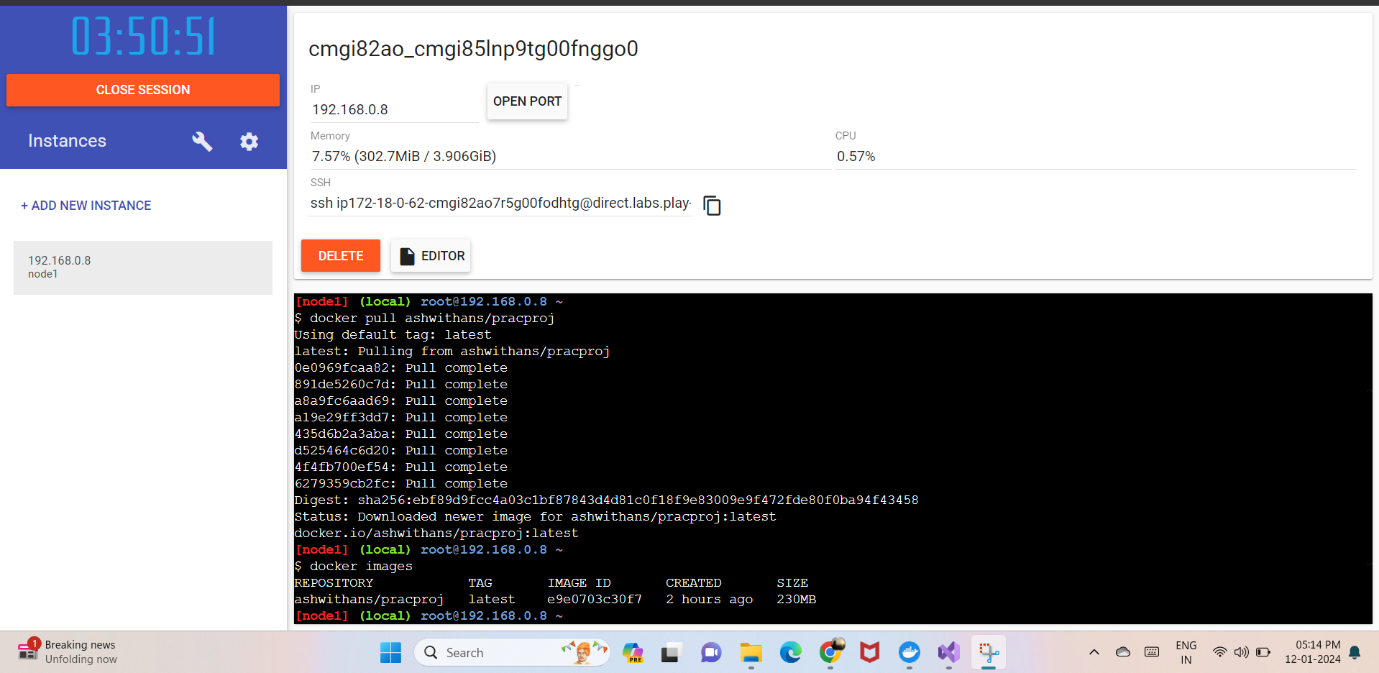 03:50:51
CLOSE SESSION
Instances
+ ADD NEW INSTANCE
192.168.0.8
node1
cmgi82ao_cmgi85lnp9tg00fnggo0
IP
192.168.0.8
OPEN PORT
Memory
7.57% (302.7MiB / 3.906GiB)
CPU
0.57%
SSH
ssh ip172-18-0-62-cmgi82ao7r5g00fodhtg@direct.labs.play-
DELETE
EDITOR
[node1] (local) root@192.168.0.8 ~
$ docker pull ashwithans/pracproj
Using default tag: latest
latest: Pulling from ashwithans/pracproj
0e0969fcaa82: Pull complete
891de5260c7d: Pull complete
a8a9fc6aad69: Pull complete
a19e29ff3dd7: Pull complete
435d6b2a3aba: Pull complete
d525464c6d20: Pull complete
4f4fb700ef54: Pull complete
6279359cb2fc: Pull complete
Digest: sha256:ebf89d9fcc4a03c1bf87843d4d81c0f18f9e83009e9f472fde80f0ba94f43458
Status: Downloaded newer image for ashwithans/pracproj:latest
docker.io/ashwithans/pracproj:latest
[node1] (local) root@192.168.0.8 ~
$ docker images
REPOSITORY TAG IMAGE ID CREATED SIZE
ashwithans/pracproj latest e9e0703c30f7 2 hours ago 230MB
[node1] (local) root@192.168.0.8 ~
1
Breaking news
Unfolding now
Search
PRE
ENG
IN
05:14 PM
12-01-2024